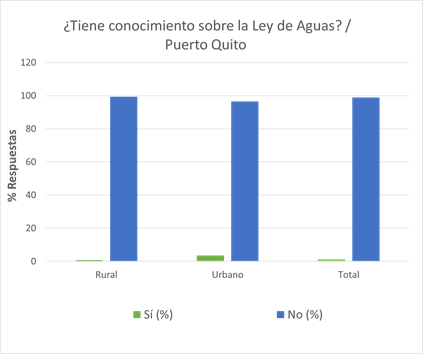 ¿Tiene conocimiento sobre la Ley de Aguas? /
Puerto Quito
120
100
80
60
40
20
0
% Respuestas
Rural Urbano Total
Sí (%) No (%)